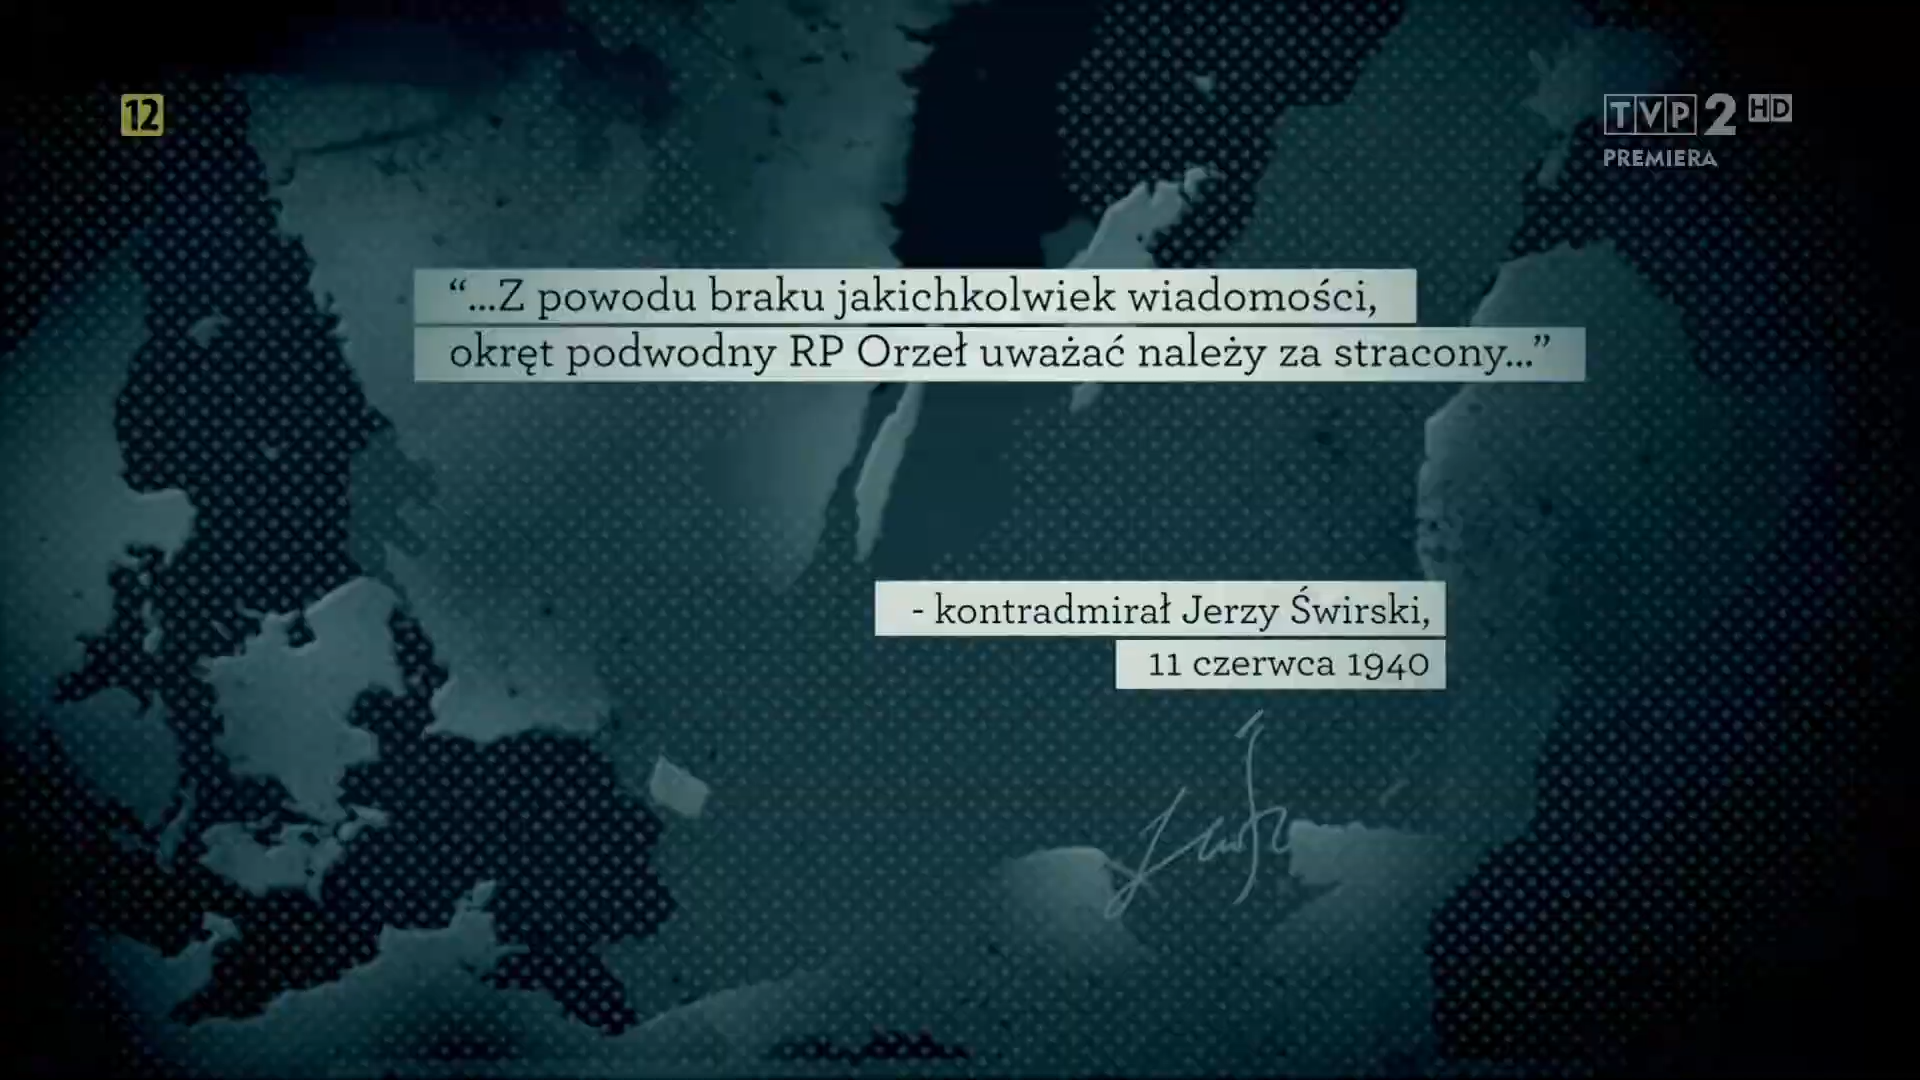 12
TVP 2 HD
PREMIERA
“...Z powodu braku jakichkolwiek wiadomości,
okręt podwodny RP Orzeł uważać należy za stracony...”
- kontradmirał Jerzy Świrski,
11 czerwca 1940